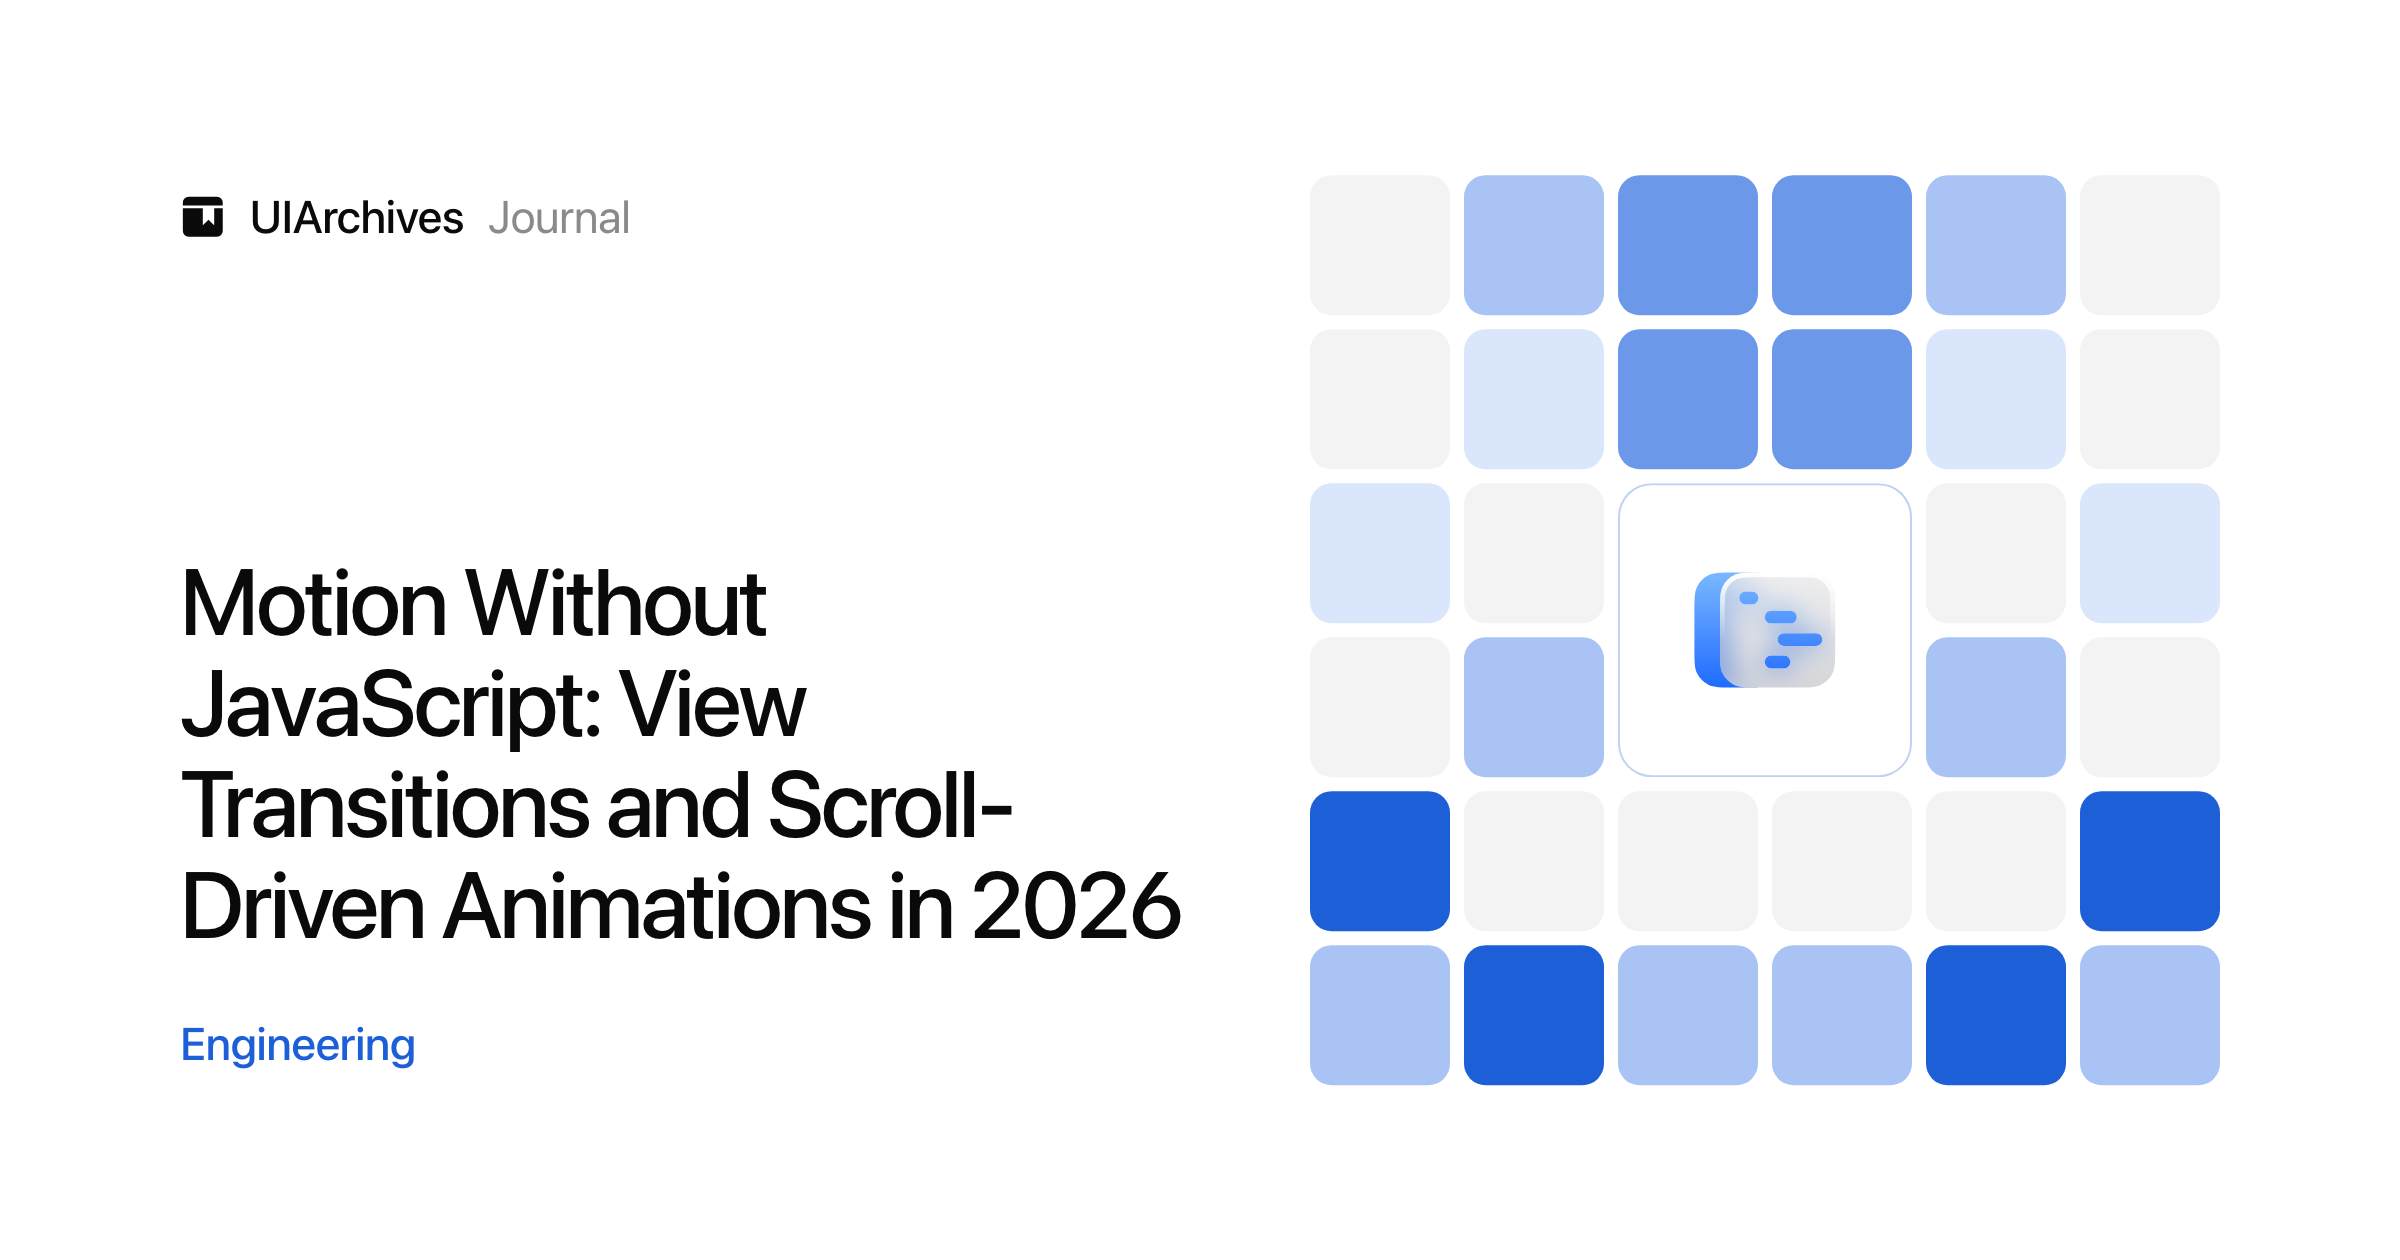 UIArchives Journal
Motion Without
JavaScript: View
Transitions and Scroll-
Driven Animations in 2026
Engineering